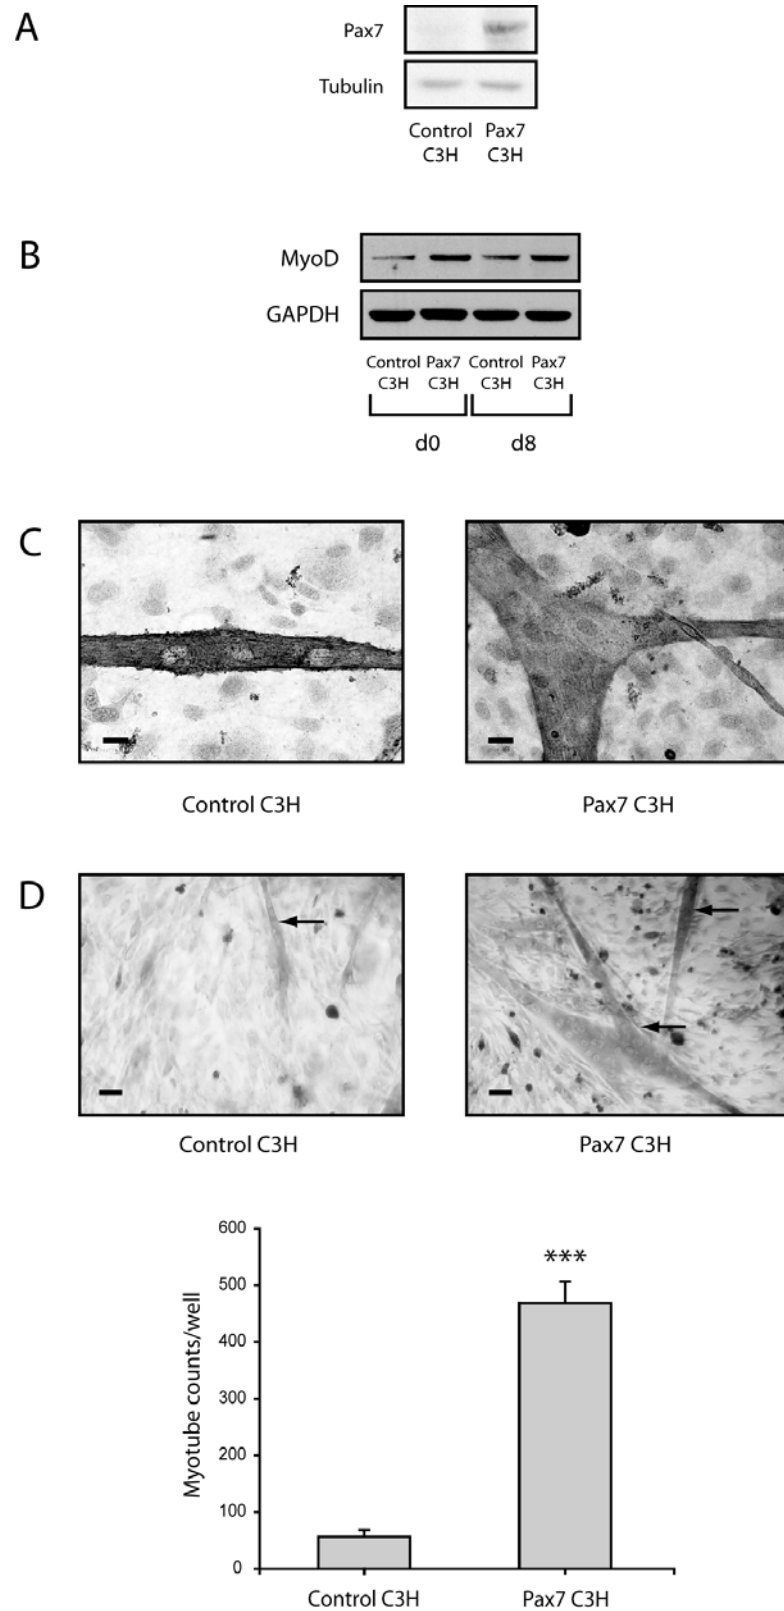 A
Pax7
Tubulin
Control Pax7
C3H C3H
B
MyoD
GAPDH
Control Pax7 Control Pax7
C3H C3H C3H C3H
d0 d8
C
Control C3H Pax7 C3H
D
Control C3H Pax7 C3H
Myotube counts/well
600
500
400
300
200
100
0
***
Control C3H Pax7 C3H